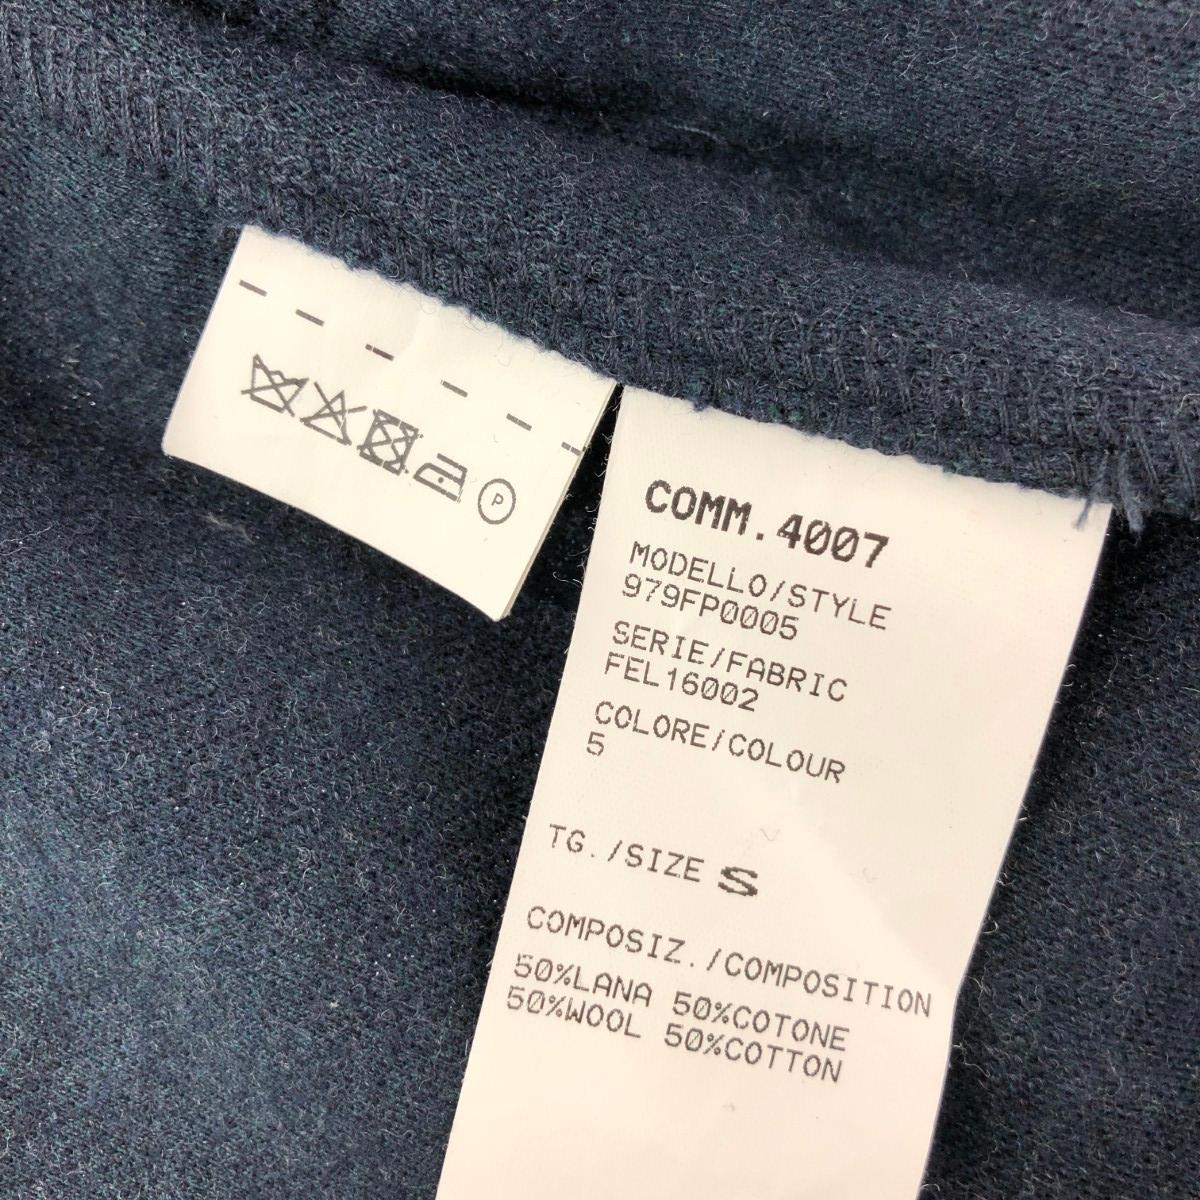 P
COMM.4007
MODELLO/STYLE
979FP0005
SERIE/FABRIC
FEL16002
COLORE/COLOUR
5
TG./SIZE S
COMPOSIZ./COMPOSITION
50%LANA 50%COTONE
50%WOOL 50%COTTON